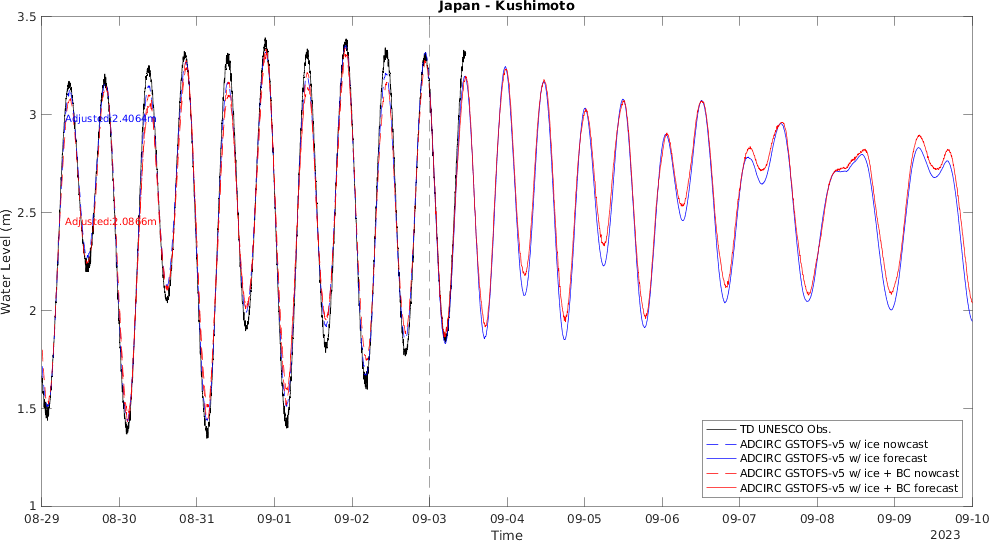 Japan - Kushimoto
3.5
3
2.5
2
1.5
1
Water Level (m)
Adjusted:2.4064m
Adjusted:2.0866m
TD UNESCO Obs.
ADCIRC GSTOFS-v5 w/ ice nowcast
ADCIRC GSTOFS-v5 w/ ice forecast
ADCIRC GSTOFS-v5 w/ ice + BC nowcast
ADCIRC GSTOFS-v5 w/ ice + BC forecast
08-29 08-30 08-31 09-01 09-02 09-03 09-04 09-05 09-06 09-07 09-08 09-09 09-10
Time
2023